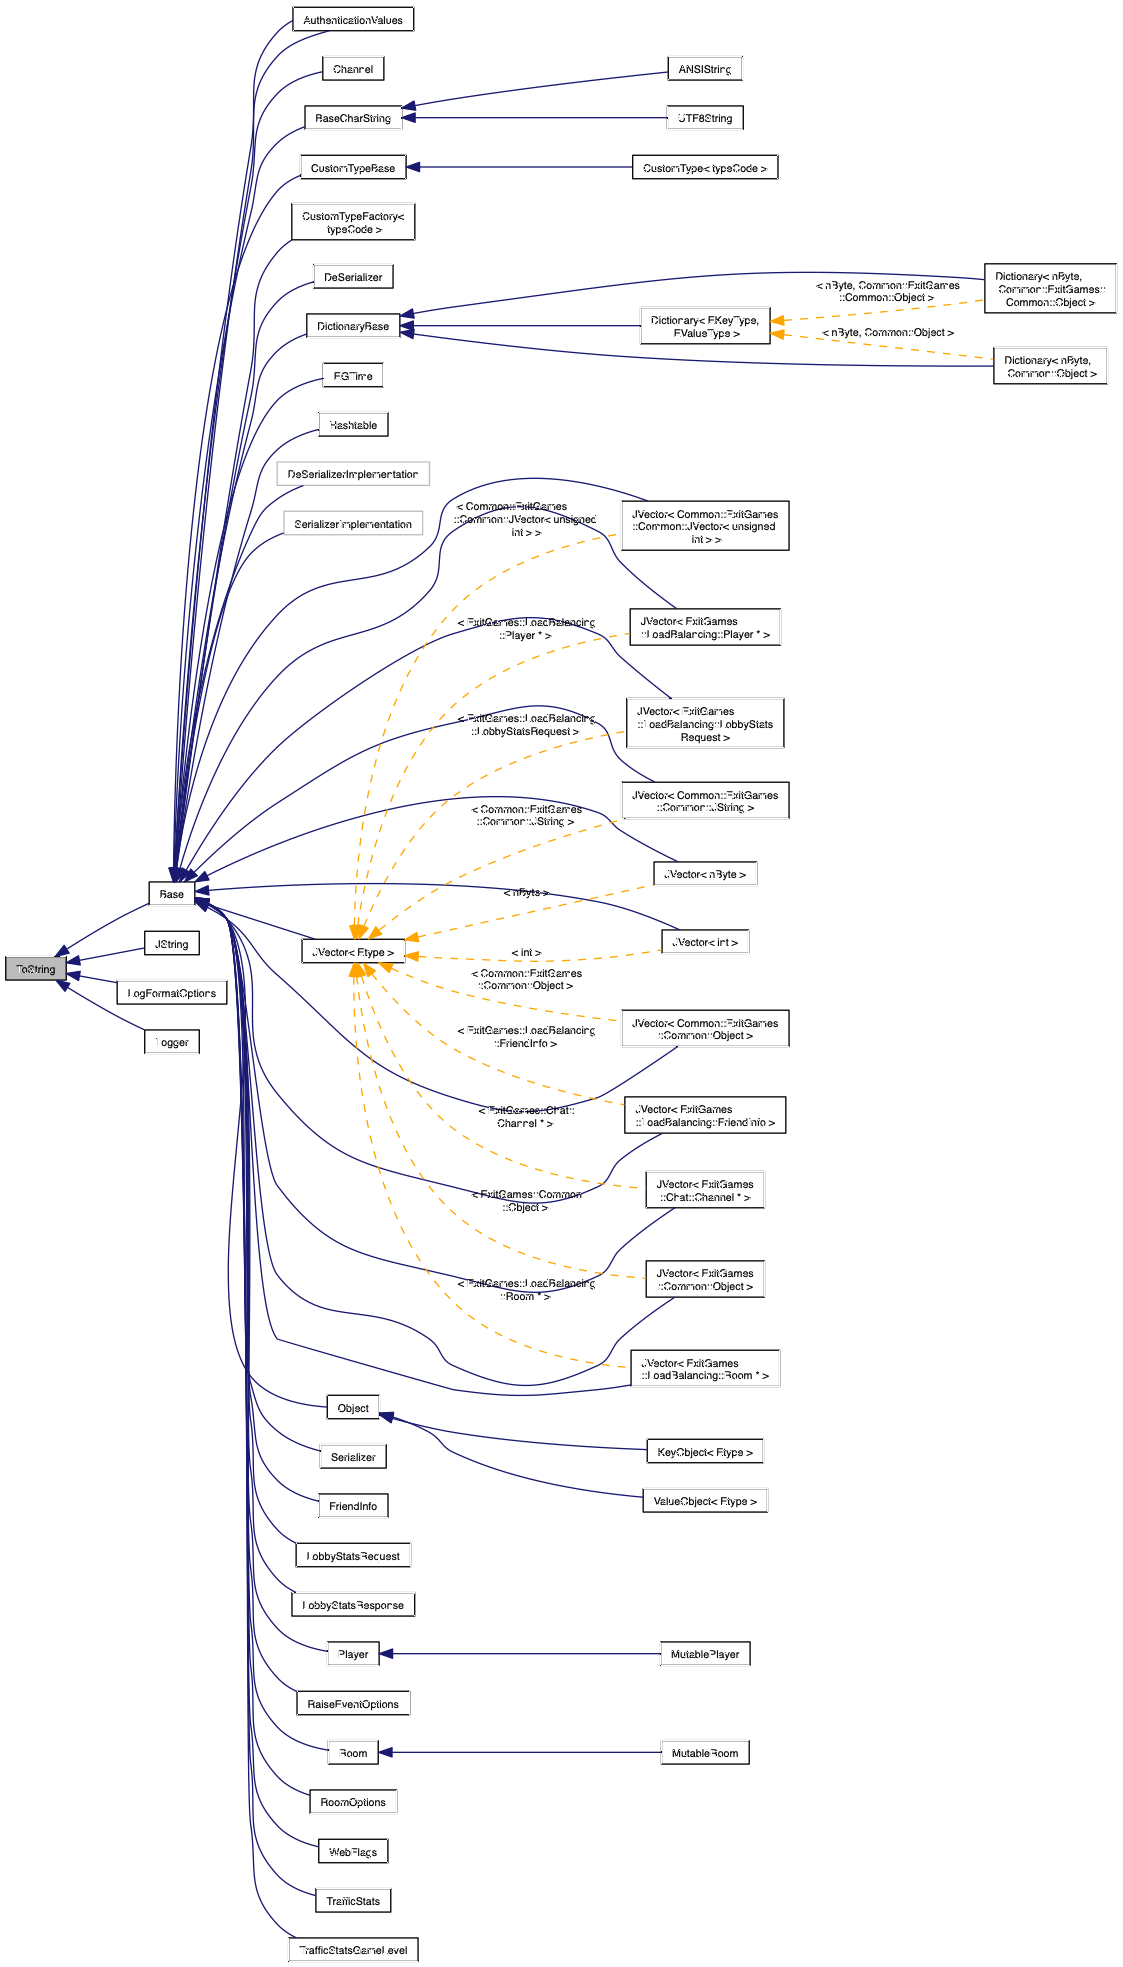 AuthenticationValues
Channel
ANSIString
BaseCharString
UTF8String
CustomTypeBase
CustomType< typeCode >
CustomTypeFactory<
typeCode >
DeSerializer
Dictionary< nByte,
Common::ExitGames::
Common::Object >
< nByte, Common::ExitGames
::Common::Object >
DictionaryBase
Dictionary< EKeyType,
EValueType >
< nByte, Common::Object >
Dictionary< nByte,
Common::Object >
EGTime
Hashtable
DeSerializerImplementation
SerializerImplementation
< Common::ExitGames
::Common::JVector< unsigned
int > >
JVector< Common::ExitGames
::Common::JVector< unsigned
int > >
< ExitGames::LoadBalancing
::Player * >
JVector< ExitGames
::LoadBalancing::Player * >
< ExitGames::LoadBalancing
::LobbyStatsRequest >
JVector< ExitGames
::LoadBalancing::LobbyStats
Request >
< Common::ExitGames
::Common::JString >
JVector< Common::ExitGames
::Common::JString >
JVector< nByte >
< nByte >
Base
JString
ToString
LogFormatOptions
Logger
JVector< Etype >
< int >
JVector< int >
< Common::ExitGames
::Common::Object >
JVector< Common::ExitGames
::Common::Object >
< ExitGames::LoadBalancing
::FriendInfo >
JVector< ExitGames
::LoadBalancing::FriendInfo >
< ExitGames::Chat::
Channel * >
JVector< ExitGames
::Chat::Channel * >
< ExitGames::Common
::Object >
JVector< ExitGames
::Common::Object >
< ExitGames::LoadBalancing
::Room * >
JVector< ExitGames
::LoadBalancing::Room * >
Object
KeyObject< Etype >
Serializer
ValueObject< Etype >
FriendInfo
LobbyStatsRequest
LobbyStatsResponse
Player
MutablePlayer
RaiseEventOptions
Room
MutableRoom
RoomOptions
WebFlags
TrafficStats
TrafficStatsGameLevel